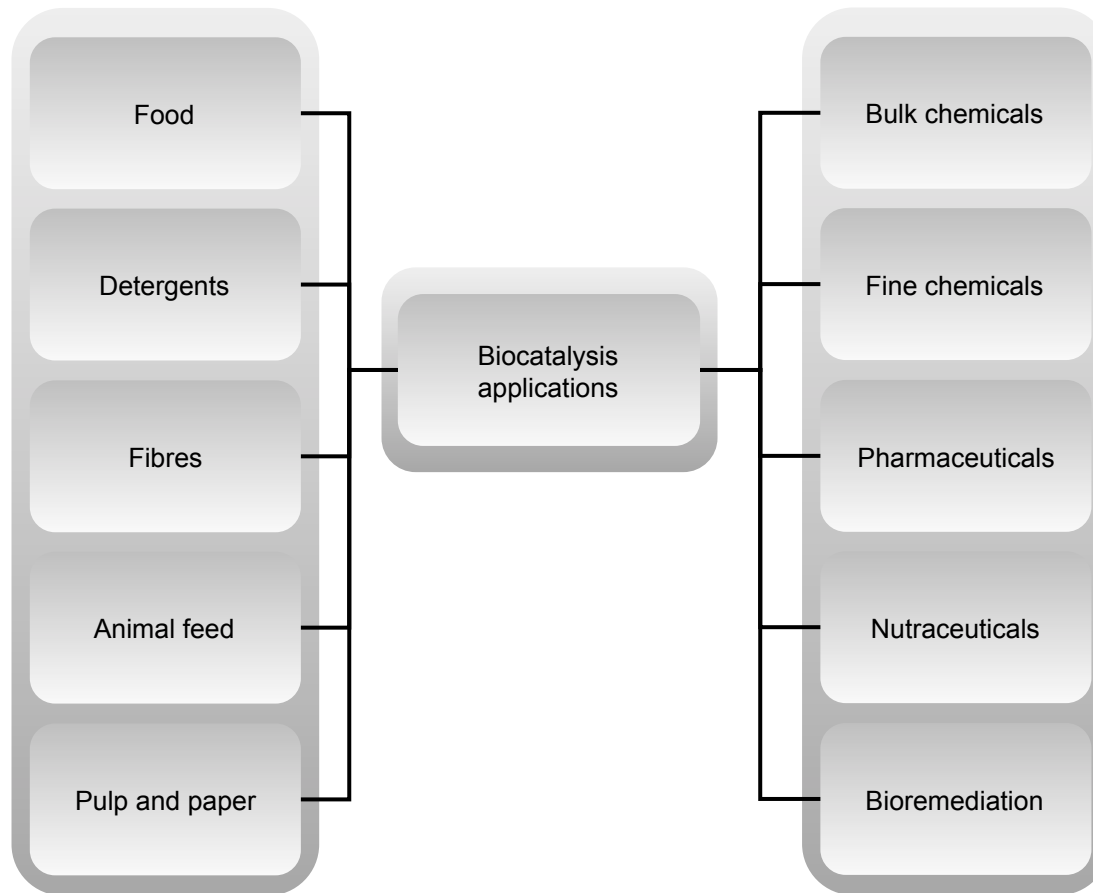 Food
Detergents
Fibres
Animal feed
Pulp and paper
Biocatalysis
applications
Bulk chemicals
Fine chemicals
Pharmaceuticals
Nutraceuticals
Bioremediation